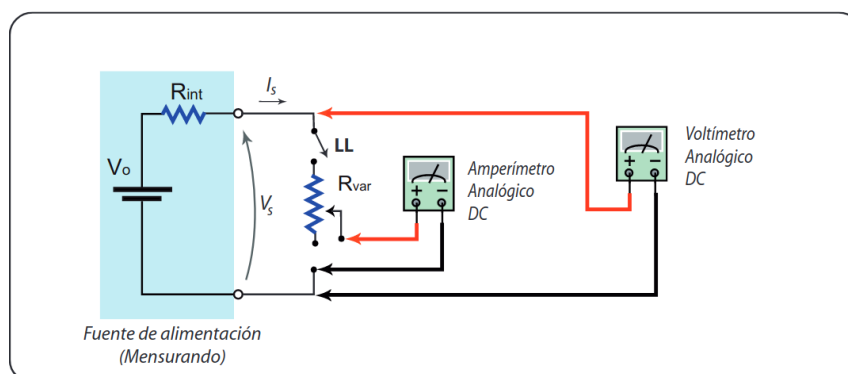 Rint
Is
LL
Vo
Vs
Rvar
+ −
Amperímetro
Analógico
DC
+ −
Voltímetro
Analógico
DC
Fuente de alimentación
(Mensurando)